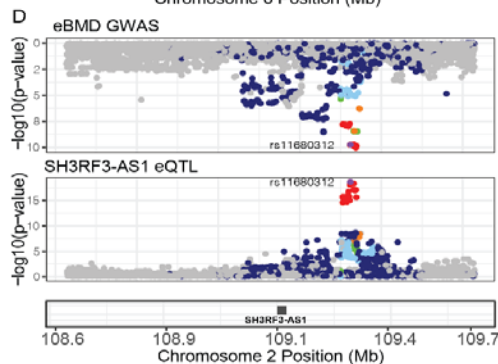 Chromosome 6 Position (Mb)
D
eBMD GWAS
-log10(p-value)
0
2
5
7
10
rs11680312
SH3RF3-AS1 eQTL
-log10(p-value)
15
10
5
0
rs11680312
SH3RF3-AS1
108.6 108.9 109.1 109.4 109.7
Chromosome 2 Position (Mb)